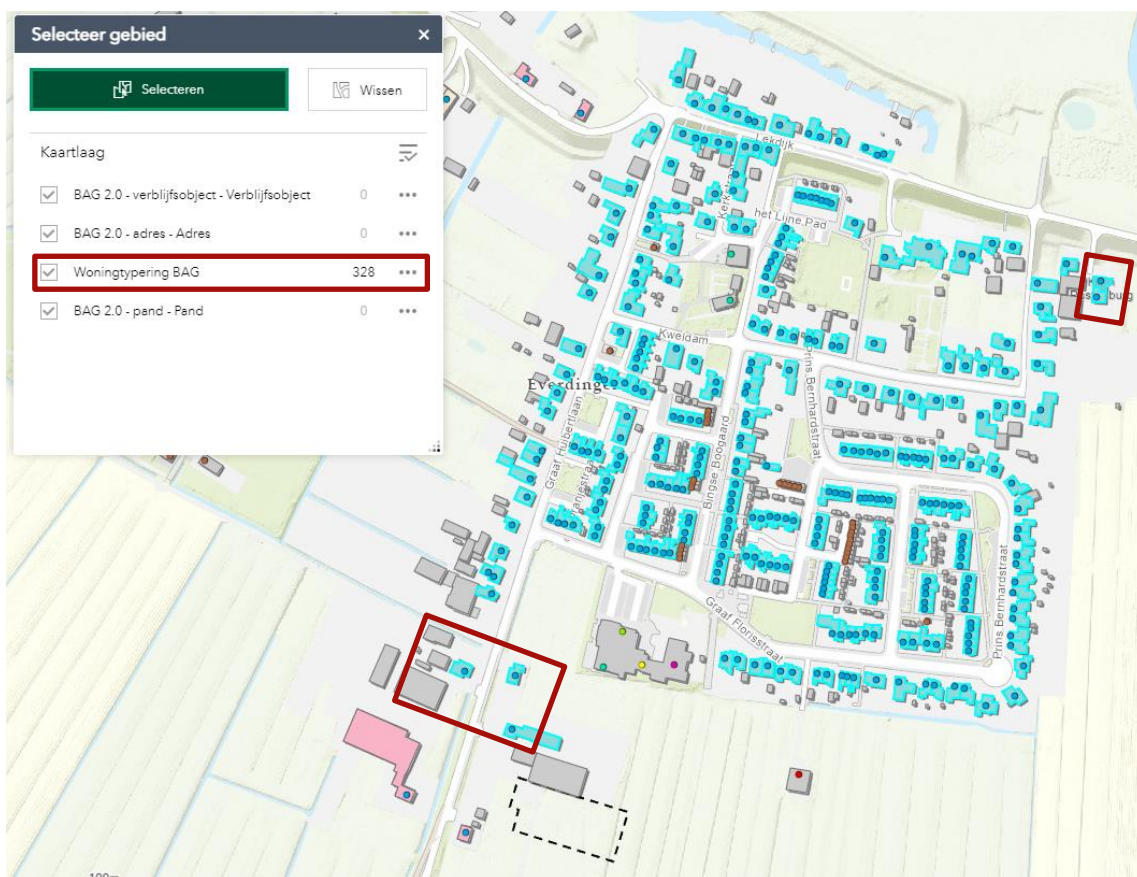 Selecteer gebied
Selecteren
Wissen
Kaartlaag
BAG 2.0 - verblijfsobject - Verblijfsobject 0
BAG 2.0 - adres - Adres 0
Woningtypering BAG 328
BAG 2.0 - pand - Pand 0
Lekdijk
het Lijne Pad
Kweldam
Prins Bernhardstraat
Graaf Huibertlaan
Bingse Boogaard
Graaf Florisstraat
Prins Bernhardstraat
100m